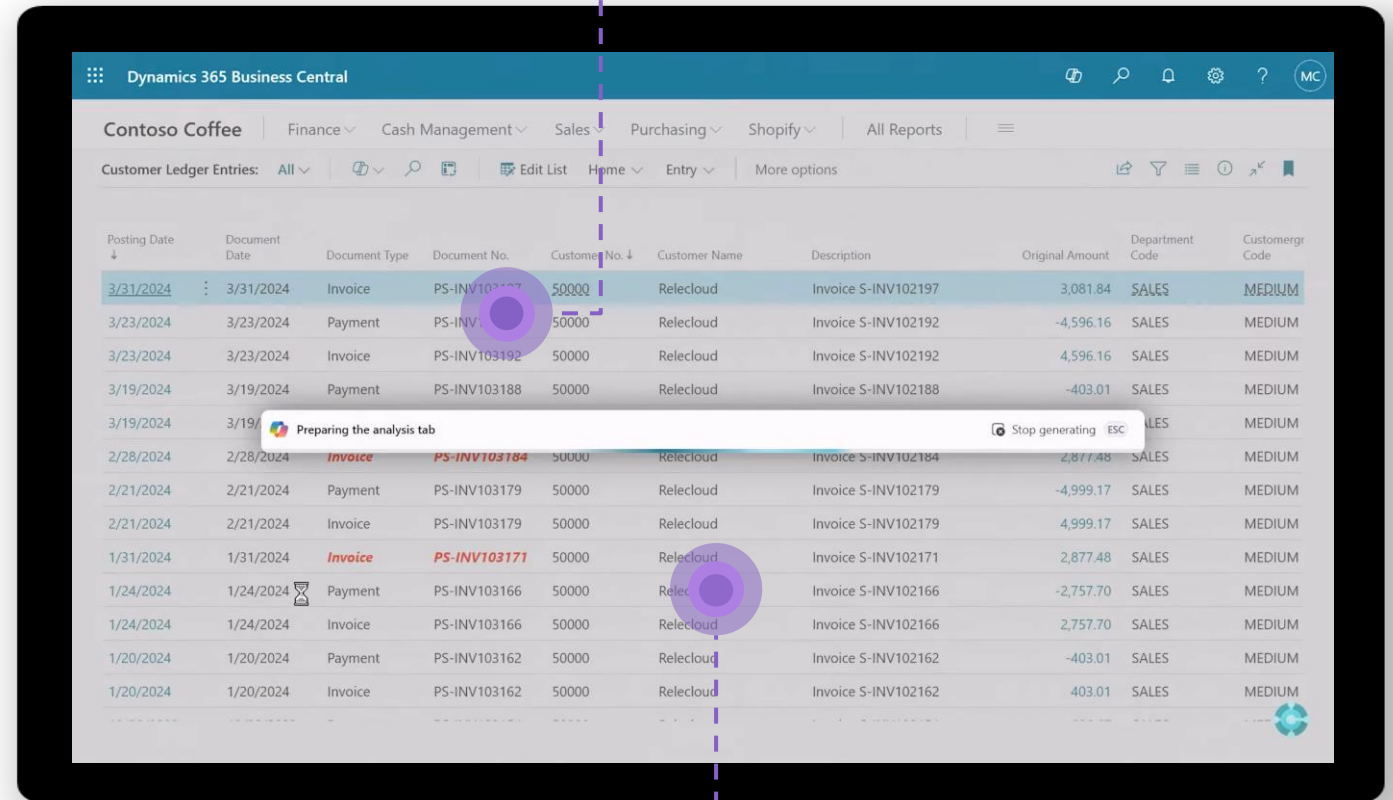 Dynamics 365 Business Central
MC
Contoso Coffee Finance Cash Management Sales Purchasing Shopify All Reports
Customer Ledger Entries: All Edit List Home Entry More options
Posting Date Document Date Document Type Document No. Customer No. Customer Name Description Original Amount Department Code Customergr Code
3/31/2024 3/31/2024 Invoice 50000 Relecloud Invoice S-INV102197 3,081.84 SALES MEDIUM
3/23/2024 3/23/2024 Payment 50000 Relecloud Invoice S-INV102192 -4,596.16 SALES MEDIUM
3/23/2024 3/23/2024 Invoice PS-INV103192 50000 Relecloud Invoice S-INV102192 4,596.16 SALES MEDIUM
3/19/2024 3/19/2024 Payment PS-INV103188 50000 Relecloud Invoice S-INV102188 -403.01 SALES MEDIUM
3/19/2024 MEDIUM
Preparing the analysis tab Stop generating ESC
2/28/2024 2/28/2024 Invoice PS-INV103184 50000 Relecloud Invoice S-INV102184 2,877.48 SALES MEDIUM
2/21/2024 2/21/2024 Payment PS-INV103179 50000 Relecloud Invoice S-INV102179 -4,999.17 SALES MEDIUM
2/21/2024 2/21/2024 Invoice PS-INV103179 50000 Relecloud Invoice S-INV102179 4,999.17 SALES MEDIUM
1/31/2024 1/31/2024 Invoice PS-INV103171 50000 Relecloud Invoice S-INV102171 2,877.48 SALES MEDIUM
1/24/2024 1/24/2024 Payment PS-INV103166 50000 Invoice S-INV102166 -2,757.70 SALES MEDIUM
1/24/2024 1/24/2024 Invoice PS-INV103166 50000 Relecloud Invoice S-INV102166 2,757.70 SALES MEDIUM
1/20/2024 1/20/2024 Payment PS-INV103162 50000 Relecloud Invoice S-INV102162 -403.01 SALES MEDIUM
1/20/2024 1/20/2024 Invoice PS-INV103162 50000 Relecloud Invoice S-INV102162 403.01 SALES MEDIUM